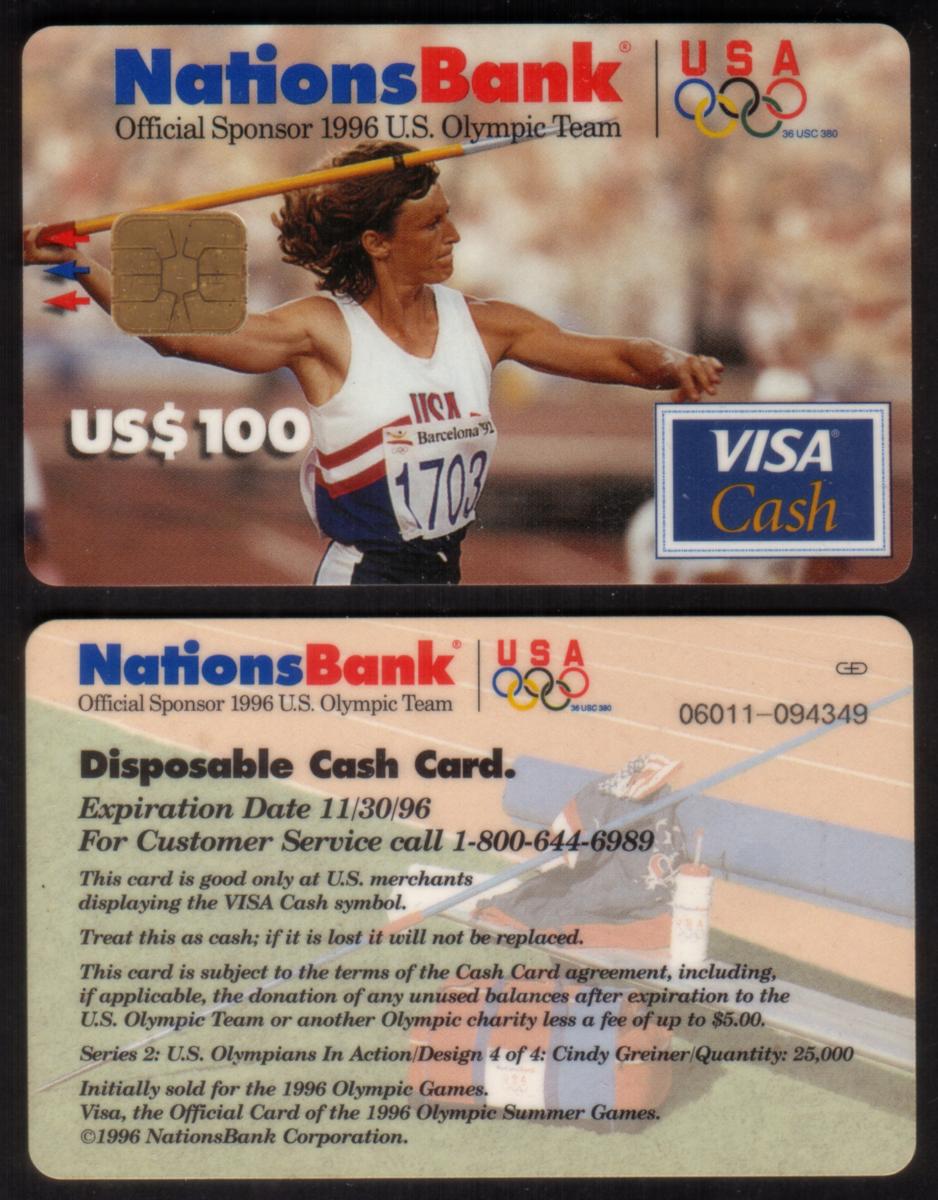 NationsBank®
Official Sponsor 1996 U.S. Olympic Team
USA
36 USC 380
US$ 100
USA
Barcelona'92
1703
VISA®
Cash
NationsBank®
Official Sponsor 1996 U.S. Olympic Team
USA
36 USC 380
06011-094349
Disposable Cash Card.
Expiration Date 11/30/96
For Customer Service call 1-800-644-6989
This card is good only at U.S. merchants
displaying the VISA Cash symbol.
Treat this as cash; if it is lost it will not be replaced.
This card is subject to the terms of the Cash Card agreement, including,
if applicable, the donation of any unused balances after expiration to the
U.S. Olympic Team or another Olympic charity less a fee of up to $5.00.
Series 2: U.S. Olympians In Action/Design 4 of 4: Cindy Greiner/Quantity: 25,000
Initially sold for the 1996 Olympic Games.
Visa, the Official Card of the 1996 Olympic Summer Games.
©1996 NationsBank Corporation.